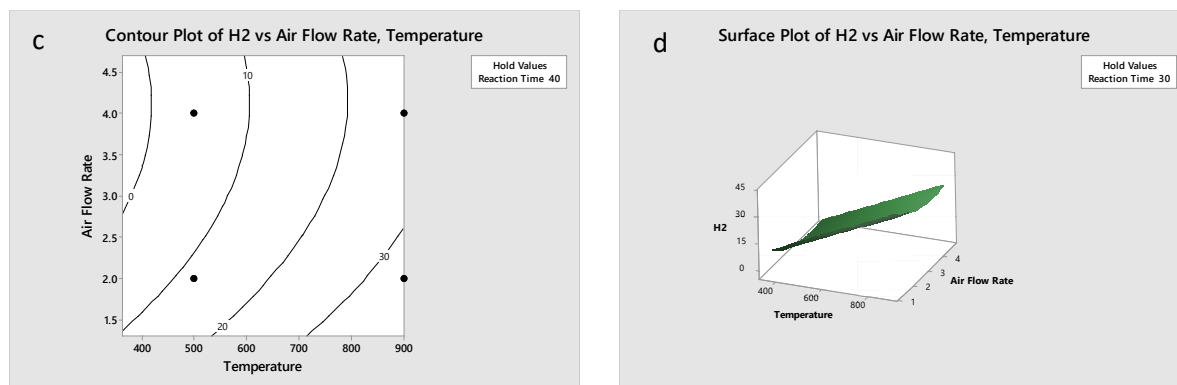 c
Contour Plot of H2 vs Air Flow Rate, Temperature
Hold Values
Reaction Time 40
4.5
4.0
3.5
3.0
2.5
2.0
1.5
Air Flow Rate
0
10
20
30
400 500 600 700 800 900
Temperature
d
Surface Plot of H2 vs Air Flow Rate, Temperature
Hold Values
Reaction Time 30
45
30
15
0
H2
400
600
800
Temperature
1
2
3
4
Air Flow Rate